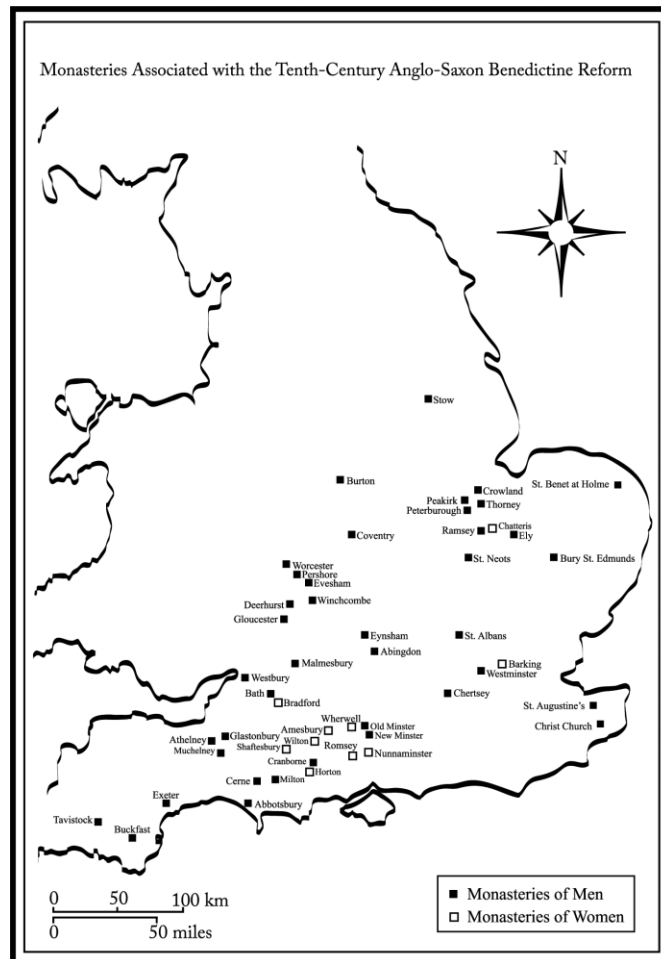 Monasteries Associated with the Tenth-Century Anglo-Saxon Benedictine Reform
N
Stow
Burton
Crowland
St. Benet at Holme
Peakirk
Thorney
Peterburough
Ramsey
Chatteris
Ely
Coventry
St. Neots
Bury St. Edmunds
Worcester
Pershore
Evesham
Winchcombe
Deerhurst
Gloucester
Eynsham
St. Albans
Abingdon
Malmesbury
Barking
Westminster
Westbury
Bath
Bradford
Chertsey
St. Augustine's
Christ Church
Wherwell
Old Minster
Amesbury
New Minster
Athelney
Glastonbury
Wilton
Muchelney
Shaftesbury
Romsey
Nunnaminster
Cranborne
Horton
Cerne
Milton
Exeter
Abbotsbury
Tavistock
Buckfast
0 50 100 km
0 50 miles
Monasteries of Men
Monasteries of Women